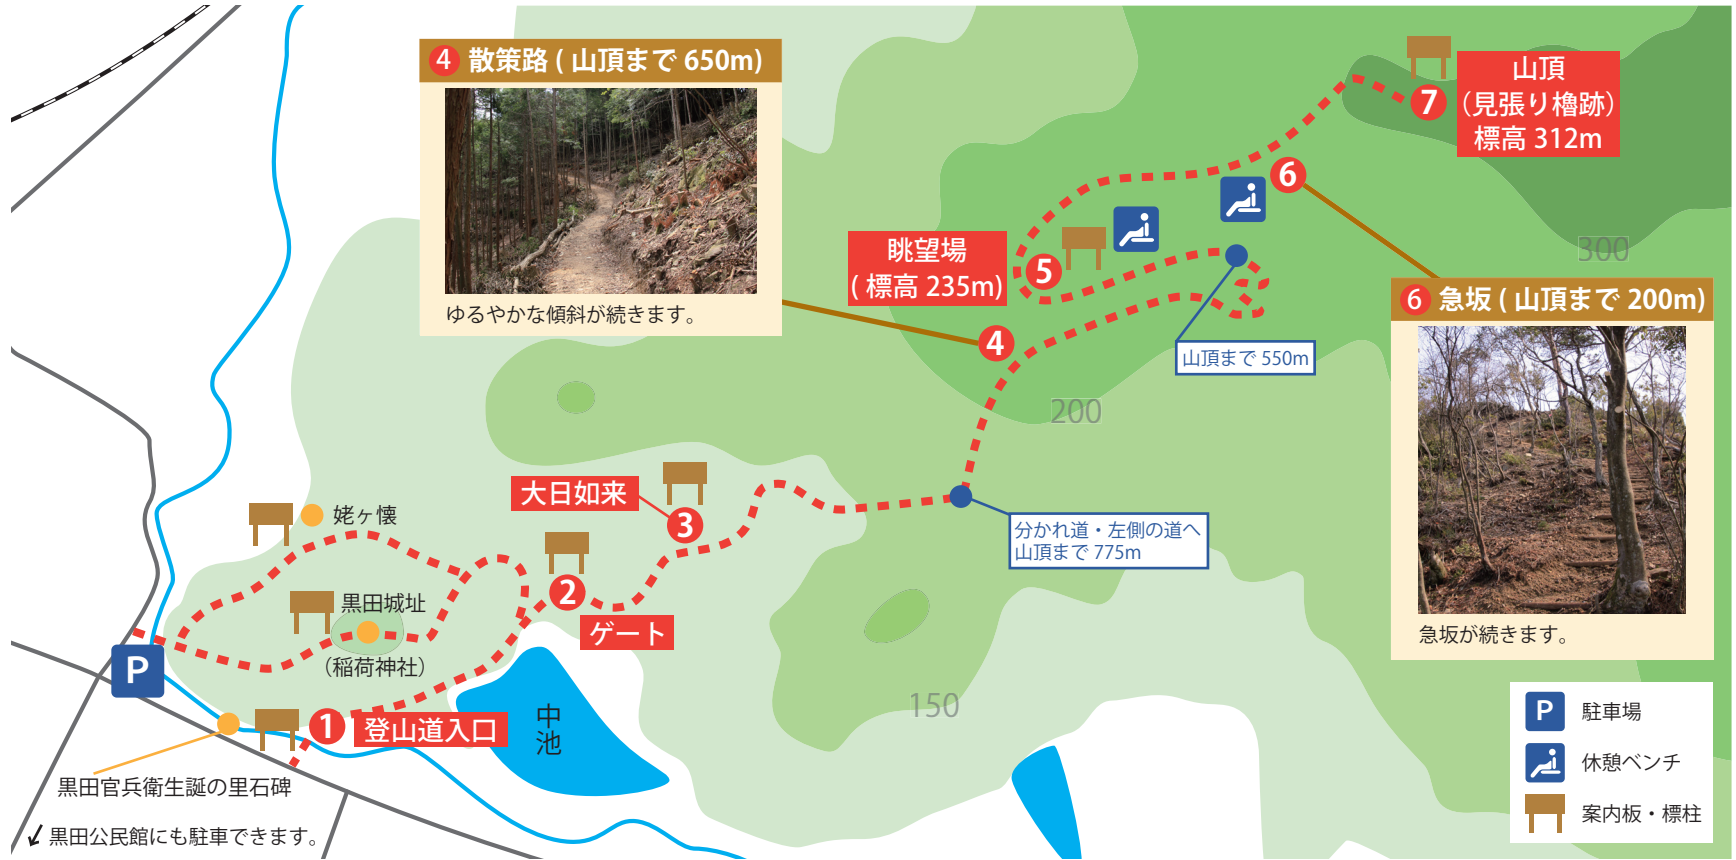 4 散策路 ( 山頂まで 650m)
ゆるやかな傾斜が続きます。
山頂
（見張り櫓跡）
標高 312m
7
6
眺望場
( 標高 235m)
5
300
4
山頂まで 550m
6 急坂 ( 山頂まで 200m)
急坂が続きます。
200
大日如来
3
分かれ道・左側の道へ
山頂まで 775m
姥ヶ懐
2
ゲート
黒田城址
（稲荷神社）
P
150
中池
1 登山道入口
黒田官兵衛生誕の里石碑
↙ 黒田公民館にも駐車できます。
P 駐車場
休憩ベンチ
案内板・標柱